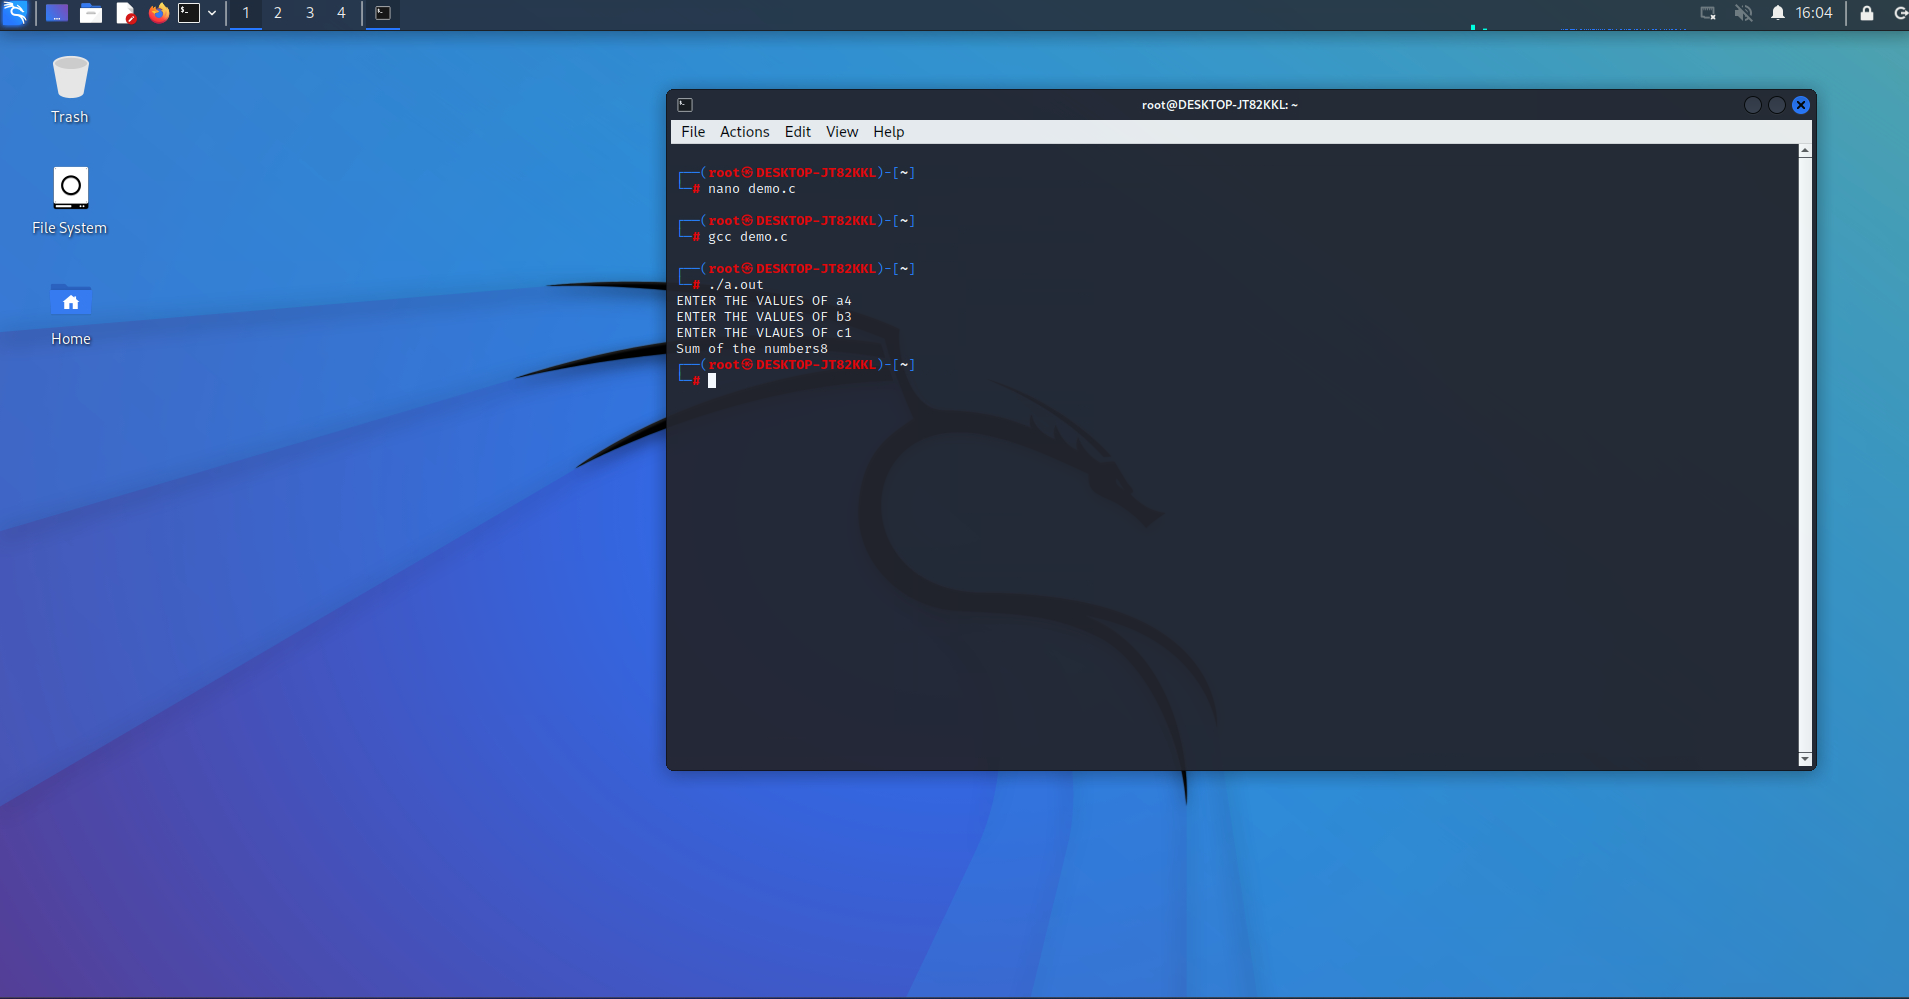 1 2 3 4 16:04
Trash
File System
Home
root@DESKTOP-JT82KKL: ~
File Actions Edit View Help
┌──(root㉿DESKTOP-JT82KKL)-[~]
└─# nano demo.c
┌──(root㉿DESKTOP-JT82KKL)-[~]
└─# gcc demo.c
┌──(root㉿DESKTOP-JT82KKL)-[~]
└─# ./a.out
ENTER THE VALUES OF a4
ENTER THE VALUES OF b3
ENTER THE VLAUES OF c1
Sum of the numbers8
┌──(root㉿DESKTOP-JT82KKL)-[~]
└─#